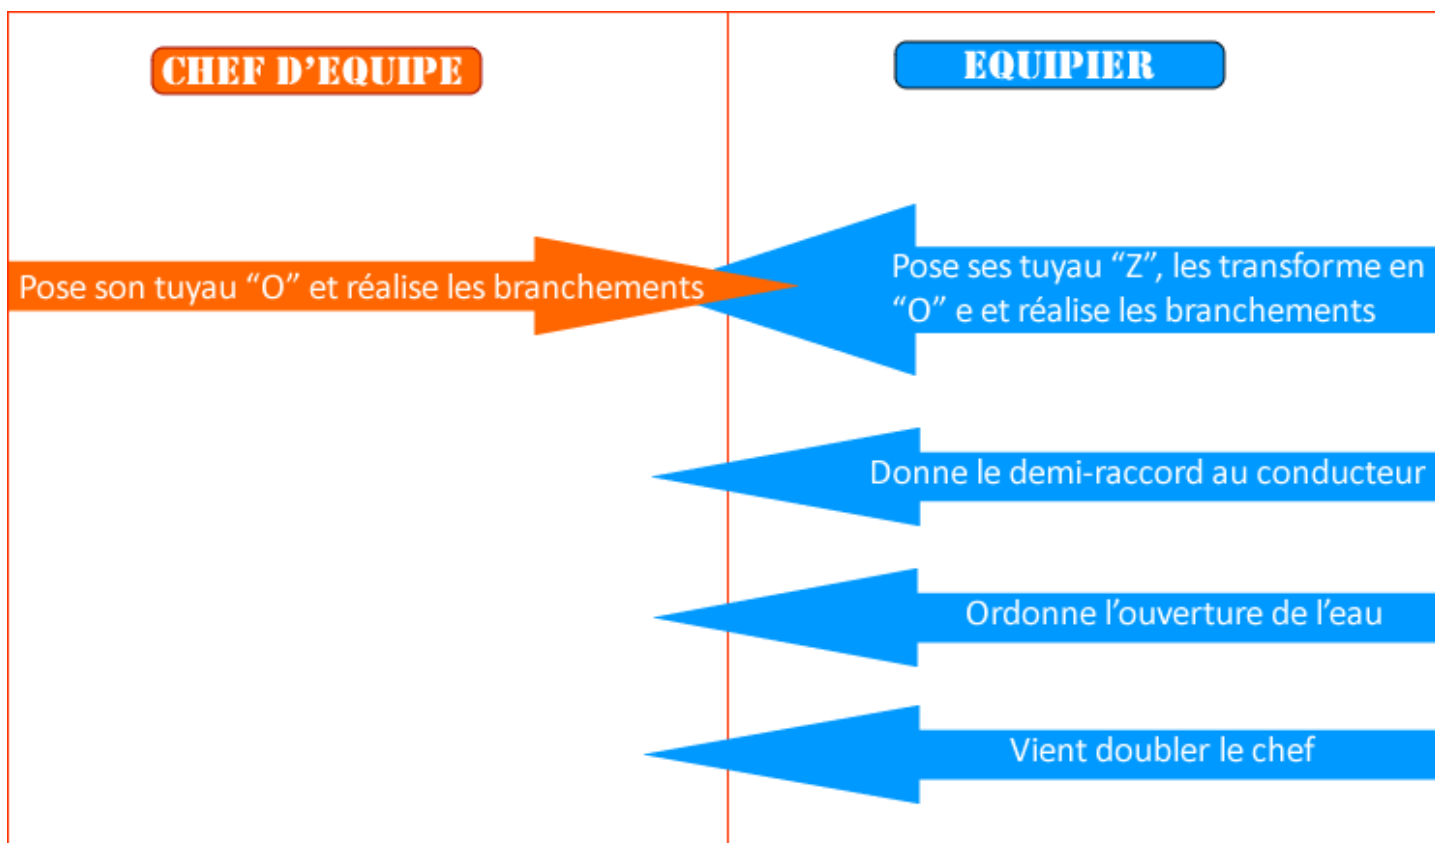 CHEF D’EQUIPE
EQUIPIER
Pose son tuyau “O” et réalise les branchements
Pose ses tuyau “Z”, les transforme en
“O” e et réalise les branchements
Donne le demi-raccord au conducteur
Ordonne l’ouverture de l’eau
Vient doubler le chef